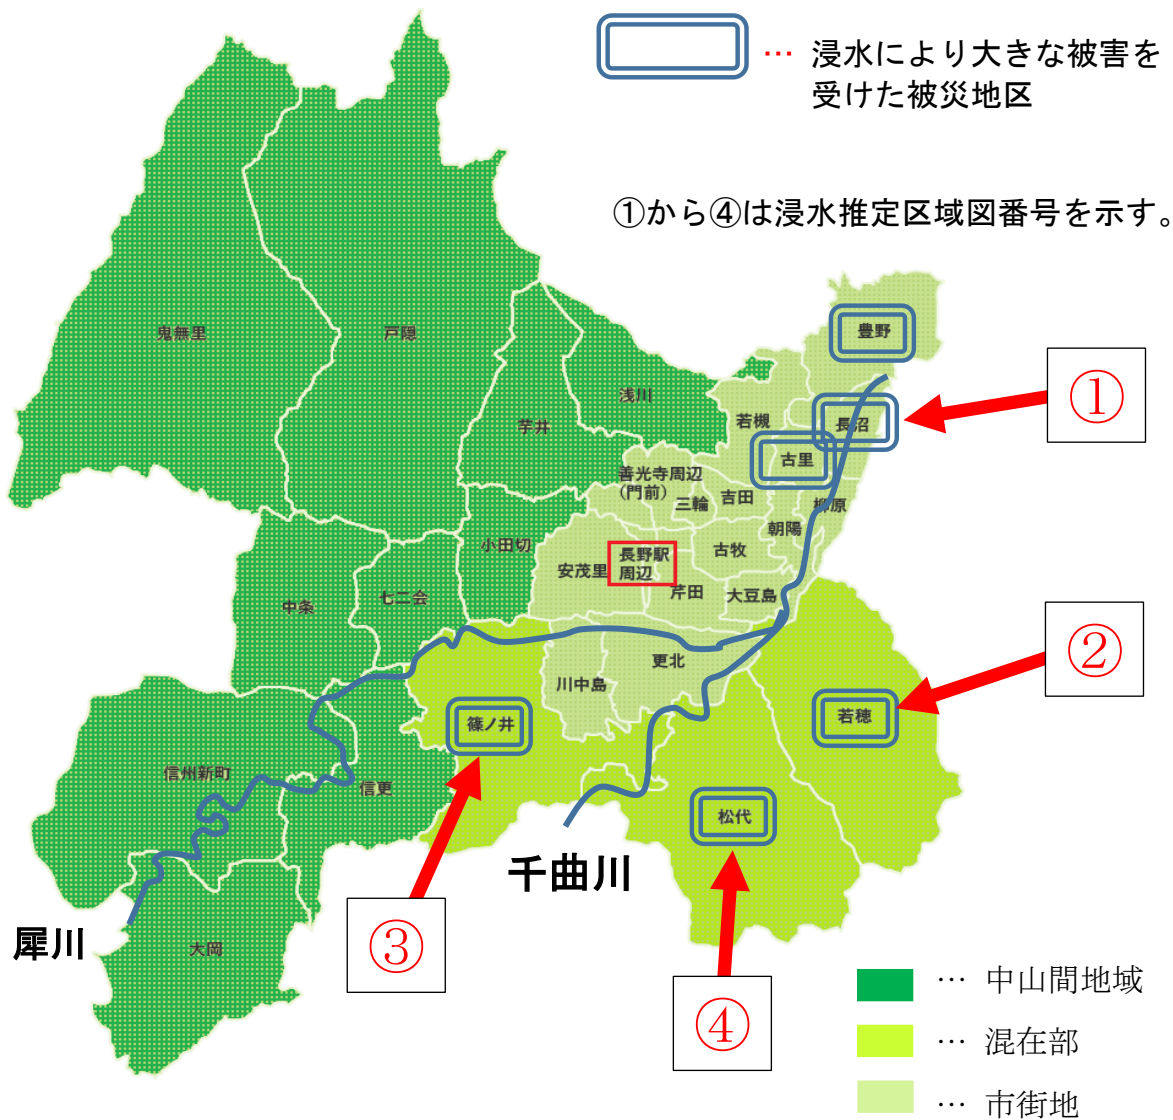 … 浸水により大きな被害を
受けた被災地区
①から④は浸水推定区域図番号を示す。
鬼無里
戸隠
豊野
浅川
芋井
若槻
長沼
①
古里
善光寺周辺
(門前)
三輪
吉田
柳原
朝陽
小田切
古牧
安茂里
長野駅
周辺
芹田
大豆島
中条
七二会
更北
川中島
②
篠ノ井
若穂
信州新町
信更
松代
千曲川
犀川
大岡
③
④
… 中山間地域
… 混在部
… 市街地